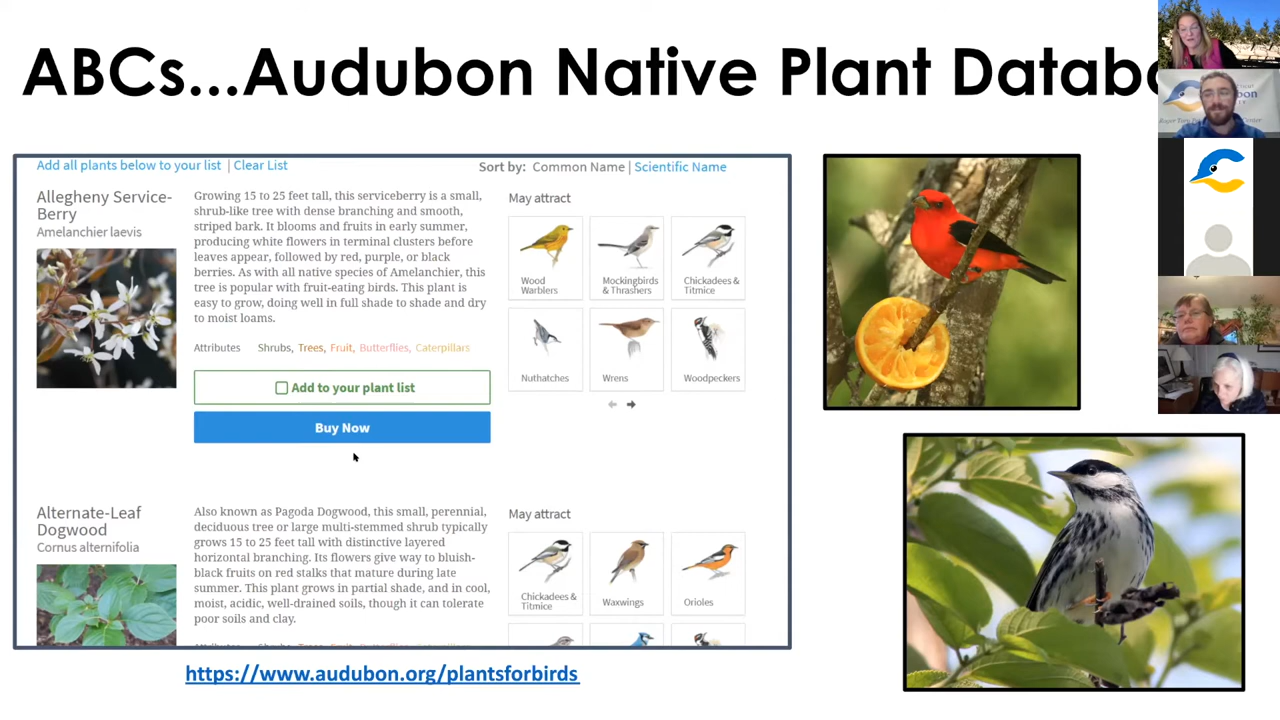 ABCs...Audubon Native Plant Datab
Add all plants below to your list | Clear List
Sort by: Common Name | Scientific Name
Allegheny Service-
Berry
Amelanchier laevis
Growing 15 to 25 feet tall, this serviceberry is a small,
shrub-like tree with dense branching and smooth,
striped bark. It blooms and fruits in early summer,
producing white flowers in terminal clusters before
leaves appear, followed by red, purple, or black
berries. As with all native species of Amelanchier, this
tree is popular with fruit-eating birds. This plant is
easy to grow, doing well in full shade to shade and dry
to moist loams.
Attributes Shrubs, Trees, Fruit, Butterflies, Caterpillars
Add to your plant list
Buy Now
May attract
Wood
Warblers
Mockingbirds
& Thrashers
Chickadees &
Titmice
Nuthatches
Wrens
Woodpeckers
Alternate-Leaf
Dogwood
Cornus alternifolia
Also known as Pagoda Dogwood, this small, perennial,
deciduous tree or large multi-stemmed shrub typically
grows 15 to 25 feet tall with distinctive layered
horizontal branching. Its flowers give way to bluish-
black fruits on red stalks that mature during late
summer. This plant grows in partial shade, and in cool,
moist, acidic, well-drained soils, though it can tolerate
poor soils and clay.
Attributes Shrubs, Trees, Fruit, Butterflies, Caterpillars
May attract
Chickadees &
Titmice
Waxwings
Orioles
https://www.audubon.org/plantsforbirds